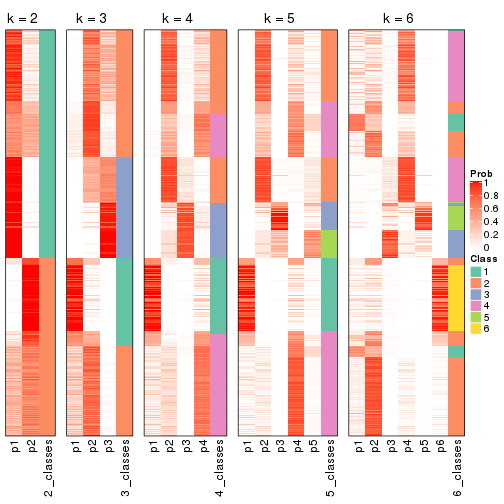 k = 2
k = 3
k = 4
k = 5
k = 6
Prob
1
0.8
0.6
0.4
0.2
0
Class
1
2
3
4
5
6
p1
p2
2_classes
p1
p2
p3
3_classes
p1
p2
p3
p4
4_classes
p1
p2
p3
p4
p5
5_classes
p1
p2
p3
p4
p5
p6
6_classes